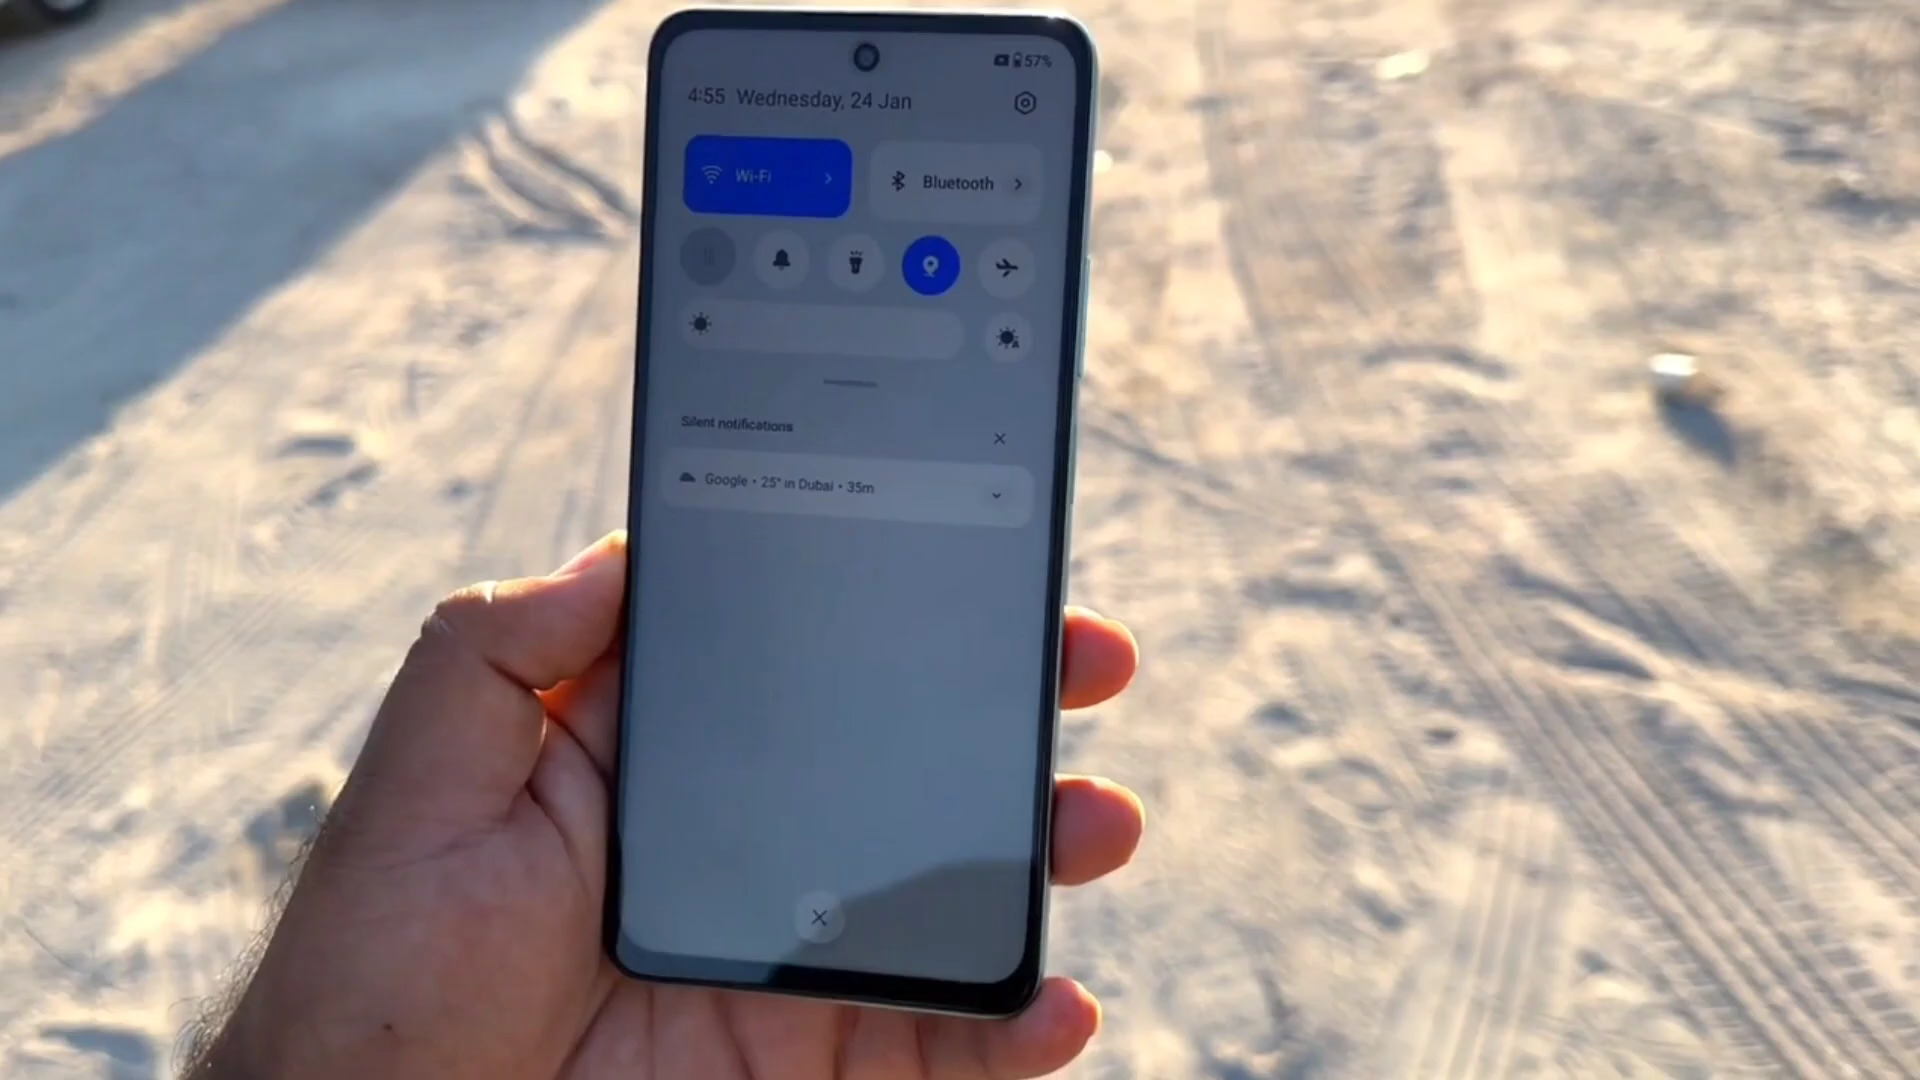 57%
4:55 Wednesday, 24 Jan
Wi-Fi
Bluetooth
Silent notifications
Google • 25° in Dubai • 35m